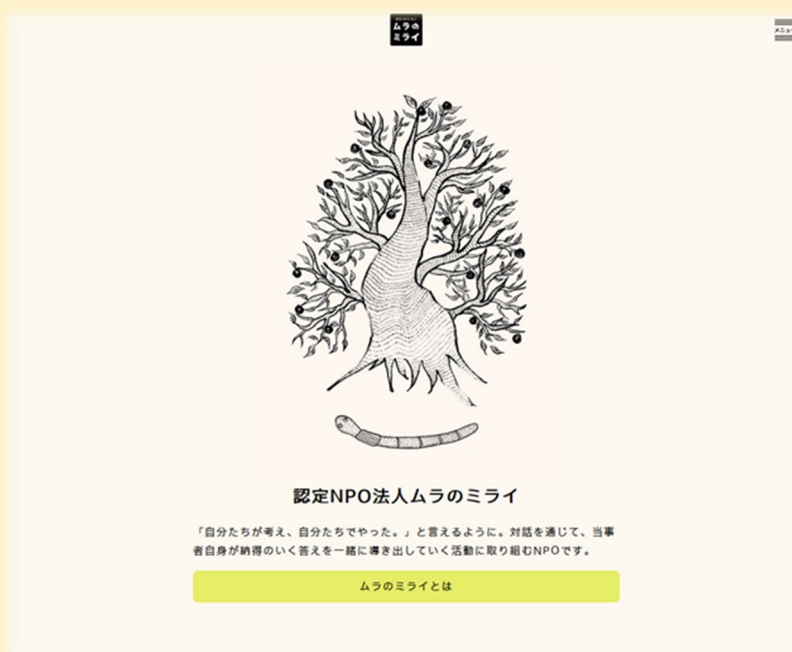 ムラの
ミライ
認定NPO法人ムラのミライ
「自分たちが考え、自分たちでやった。」と言えるように。対話を通じて、当事
者自身が納得のいく答えを一緒に導き出していく活動に取り組むNPOです。
ムラのミライとは